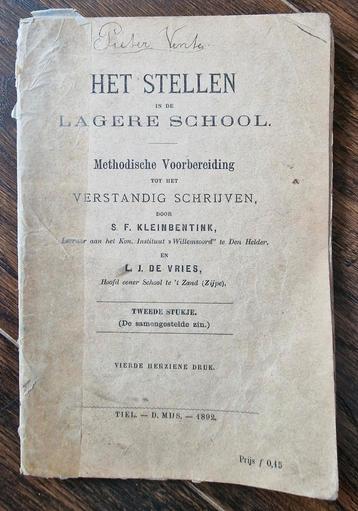 Pieter Vento
HET STELLEN
IN DE
LAGERE SCHOOL.
Methodische Voorbereiding
TOT HET
VERSTANDIG SCHRIJVEN,
DOOR
S. F. KLEINBENTINK,
Leeraar aan het Kon. Instituut „Willemsoord” te Den Helder,
EN
L. J. DE VRIES,
Hoofd eener School te 't Zand (Zijpe).
TWEEDE STUKJE.
(De samengestelde zin.)
VIERDE HERZIENE DRUK.
TIEL. — D. MIJS. — 1892.
Prijs ƒ 0,45